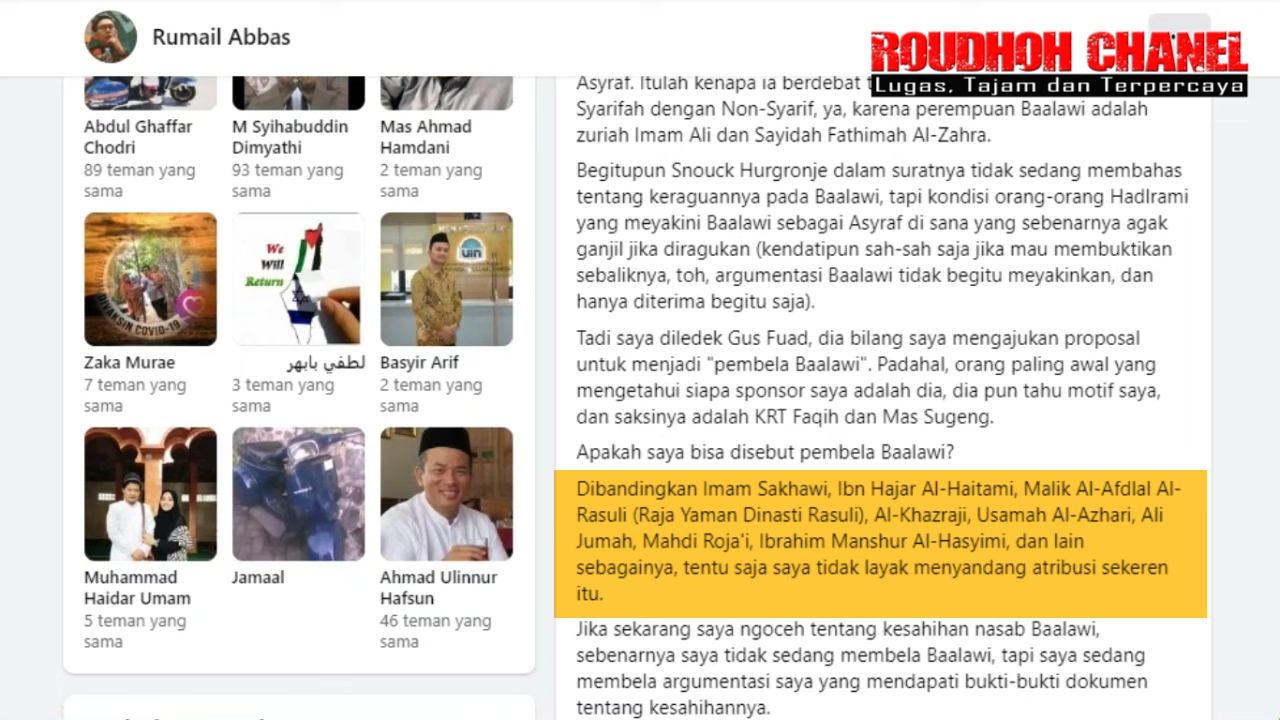 Rumail Abbas
ROUDHOH CHANEL
Lugas, Tajam dan Terpercaya
Abdul Ghaffar
Chodri
89 teman yang
sama
M Syihabuddin
Dimyathi
93 teman yang
sama
Mas Ahmad
Hamdani
2 teman yang
sama
We
Will
Return
uin
COVID-19
Zaka Murae
7 teman yang
sama
لطفي بابهر
3 teman yang
sama
Basyir Arif
2 teman yang
sama
Muhammad
Haidar Umam
5 teman yang
sama
Jamaal
Ahmad Ulinnur
Hafsun
46 teman yang
sama
Asyraf. Itulah kenapa ia berdebat
Syarifah dengan Non-Syarif, ya, karena perempuan Baalawi adalah
zuriah Imam Ali dan Sayidah Fathimah Al-Zahra.
Begitupun Snouck Hurgronje dalam suratnya tidak sedang membahas
tentang keraguannya pada Baalawi, tapi kondisi orang-orang Hadlrami
yang meyakini Baalawi sebagai Asyraf di sana yang sebenarnya agak
ganjil jika diragukan (kendatipun sah-sah saja jika mau membuktikan
sebaliknya, toh, argumentasi Baalawi tidak begitu meyakinkan, dan
hanya diterima begitu saja).
Tadi saya diledek Gus Fuad, dia bilang saya mengajukan proposal
untuk menjadi "pembela Baalawi". Padahal, orang paling awal yang
mengetahui siapa sponsor saya adalah dia, dia pun tahu motif saya,
dan saksinya adalah KRT Faqih dan Mas Sugeng.
Apakah saya bisa disebut pembela Baalawi?
Dibandingkan Imam Sakhawi, Ibn Hajar Al-Haitami, Malik Al-Afdlal Al-
Rasuli (Raja Yaman Dinasti Rasuli), Al-Khazraji, Usamah Al-Azhari, Ali
Jumah, Mahdi Roja'i, Ibrahim Manshur Al-Hasyimi, dan lain
sebagainya, tentu saja saya tidak layak menyandang atribusi sekeren
itu.
Jika sekarang saya ngoceh tentang kesahihan nasab Baalawi,
sebenarnya saya tidak sedang membela Baalawi, tapi saya sedang
membela argumentasi saya yang mendapati bukti-bukti dokumen
tentang kesahihannya.